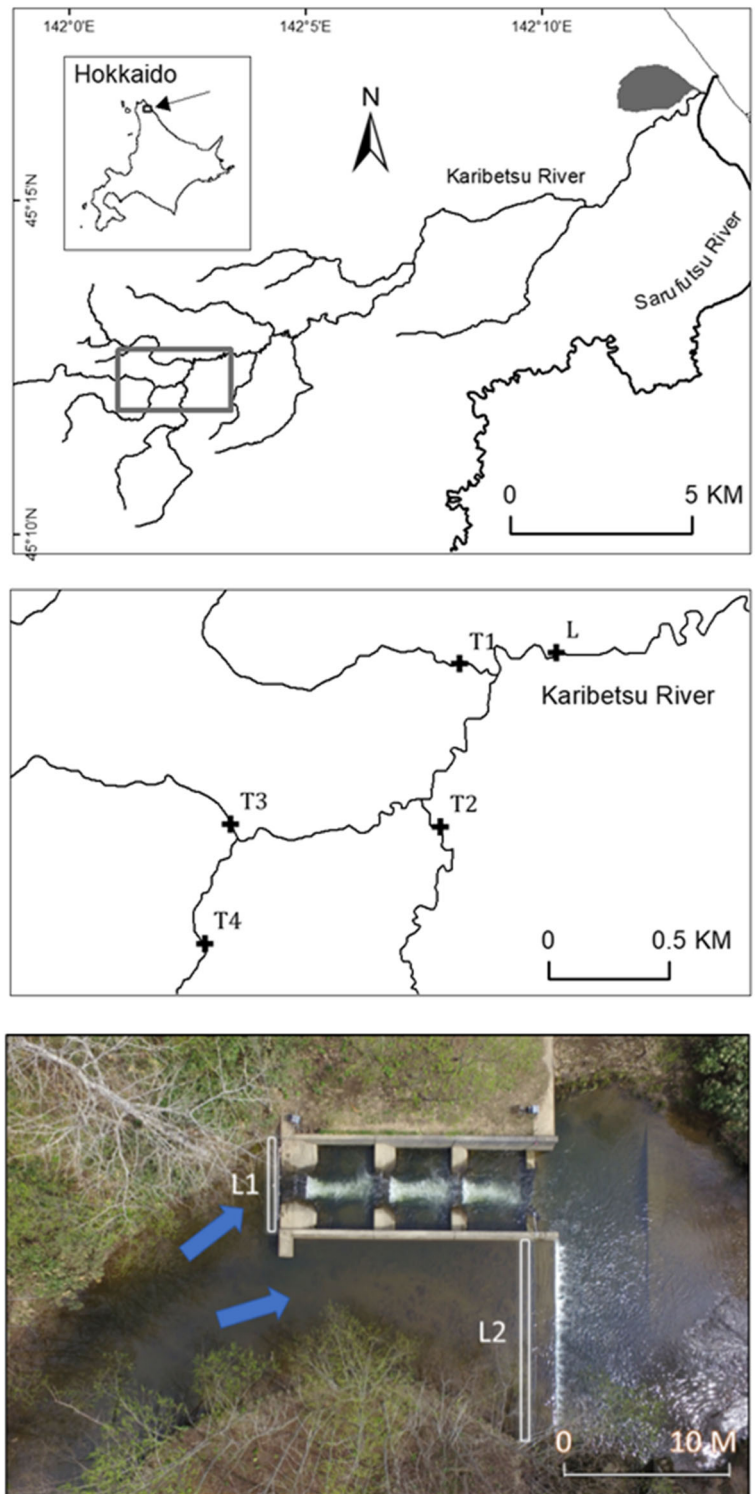 142°0'E
142°5'E
142°10'E
Hokkaido
N
Karibetsu River
45°15'N
Sarufutsu River
0 5 KM
45°10'N
T1
L
Karibetsu River
T3
T2
T4
0 0.5 KM
L1
L2
0 10 M